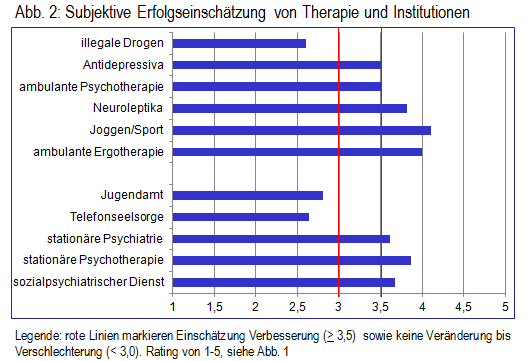 Abb. 2: Subjektive Erfolgseinschätzung von Therapie und Institutionen
illegale Drogen
Antidepressiva
ambulante Psychotherapie
Neuroleptika
Joggen/Sport
ambulante Ergotherapie
Jugendamt
Telefonseelsorge
stationäre Psychiatrie
stationäre Psychotherapie
sozialpsychiatrischer Dienst
1 1,5 2 2,5 3 3,5 4 4,5 5
Legende: rote Linien markieren Einschätzung Verbesserung (≥ 3,5) sowie keine Veränderung bis
Verschlechterung (< 3,0). Rating von 1-5, siehe Abb. 1